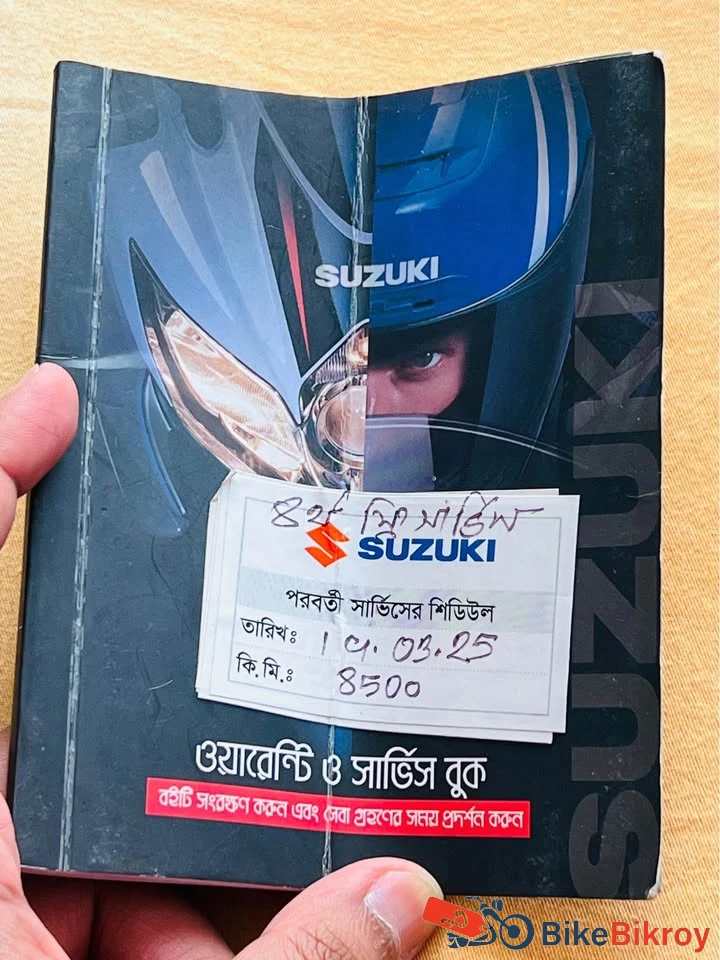 SUZUKI
SUZUKI
৪র্থ ফ্রি সার্ভিস
SUZUKI
পরবর্তী সার্ভিসের শিডিউল
তারিখঃ 19.03.25
কি.মি.ঃ 8500
ওয়ারেন্টি ও সার্ভিস বুক
বইটি সংরক্ষণ করুন এবং সেবা গ্রহণের সময় প্রদর্শন করুন
BikeBikroy